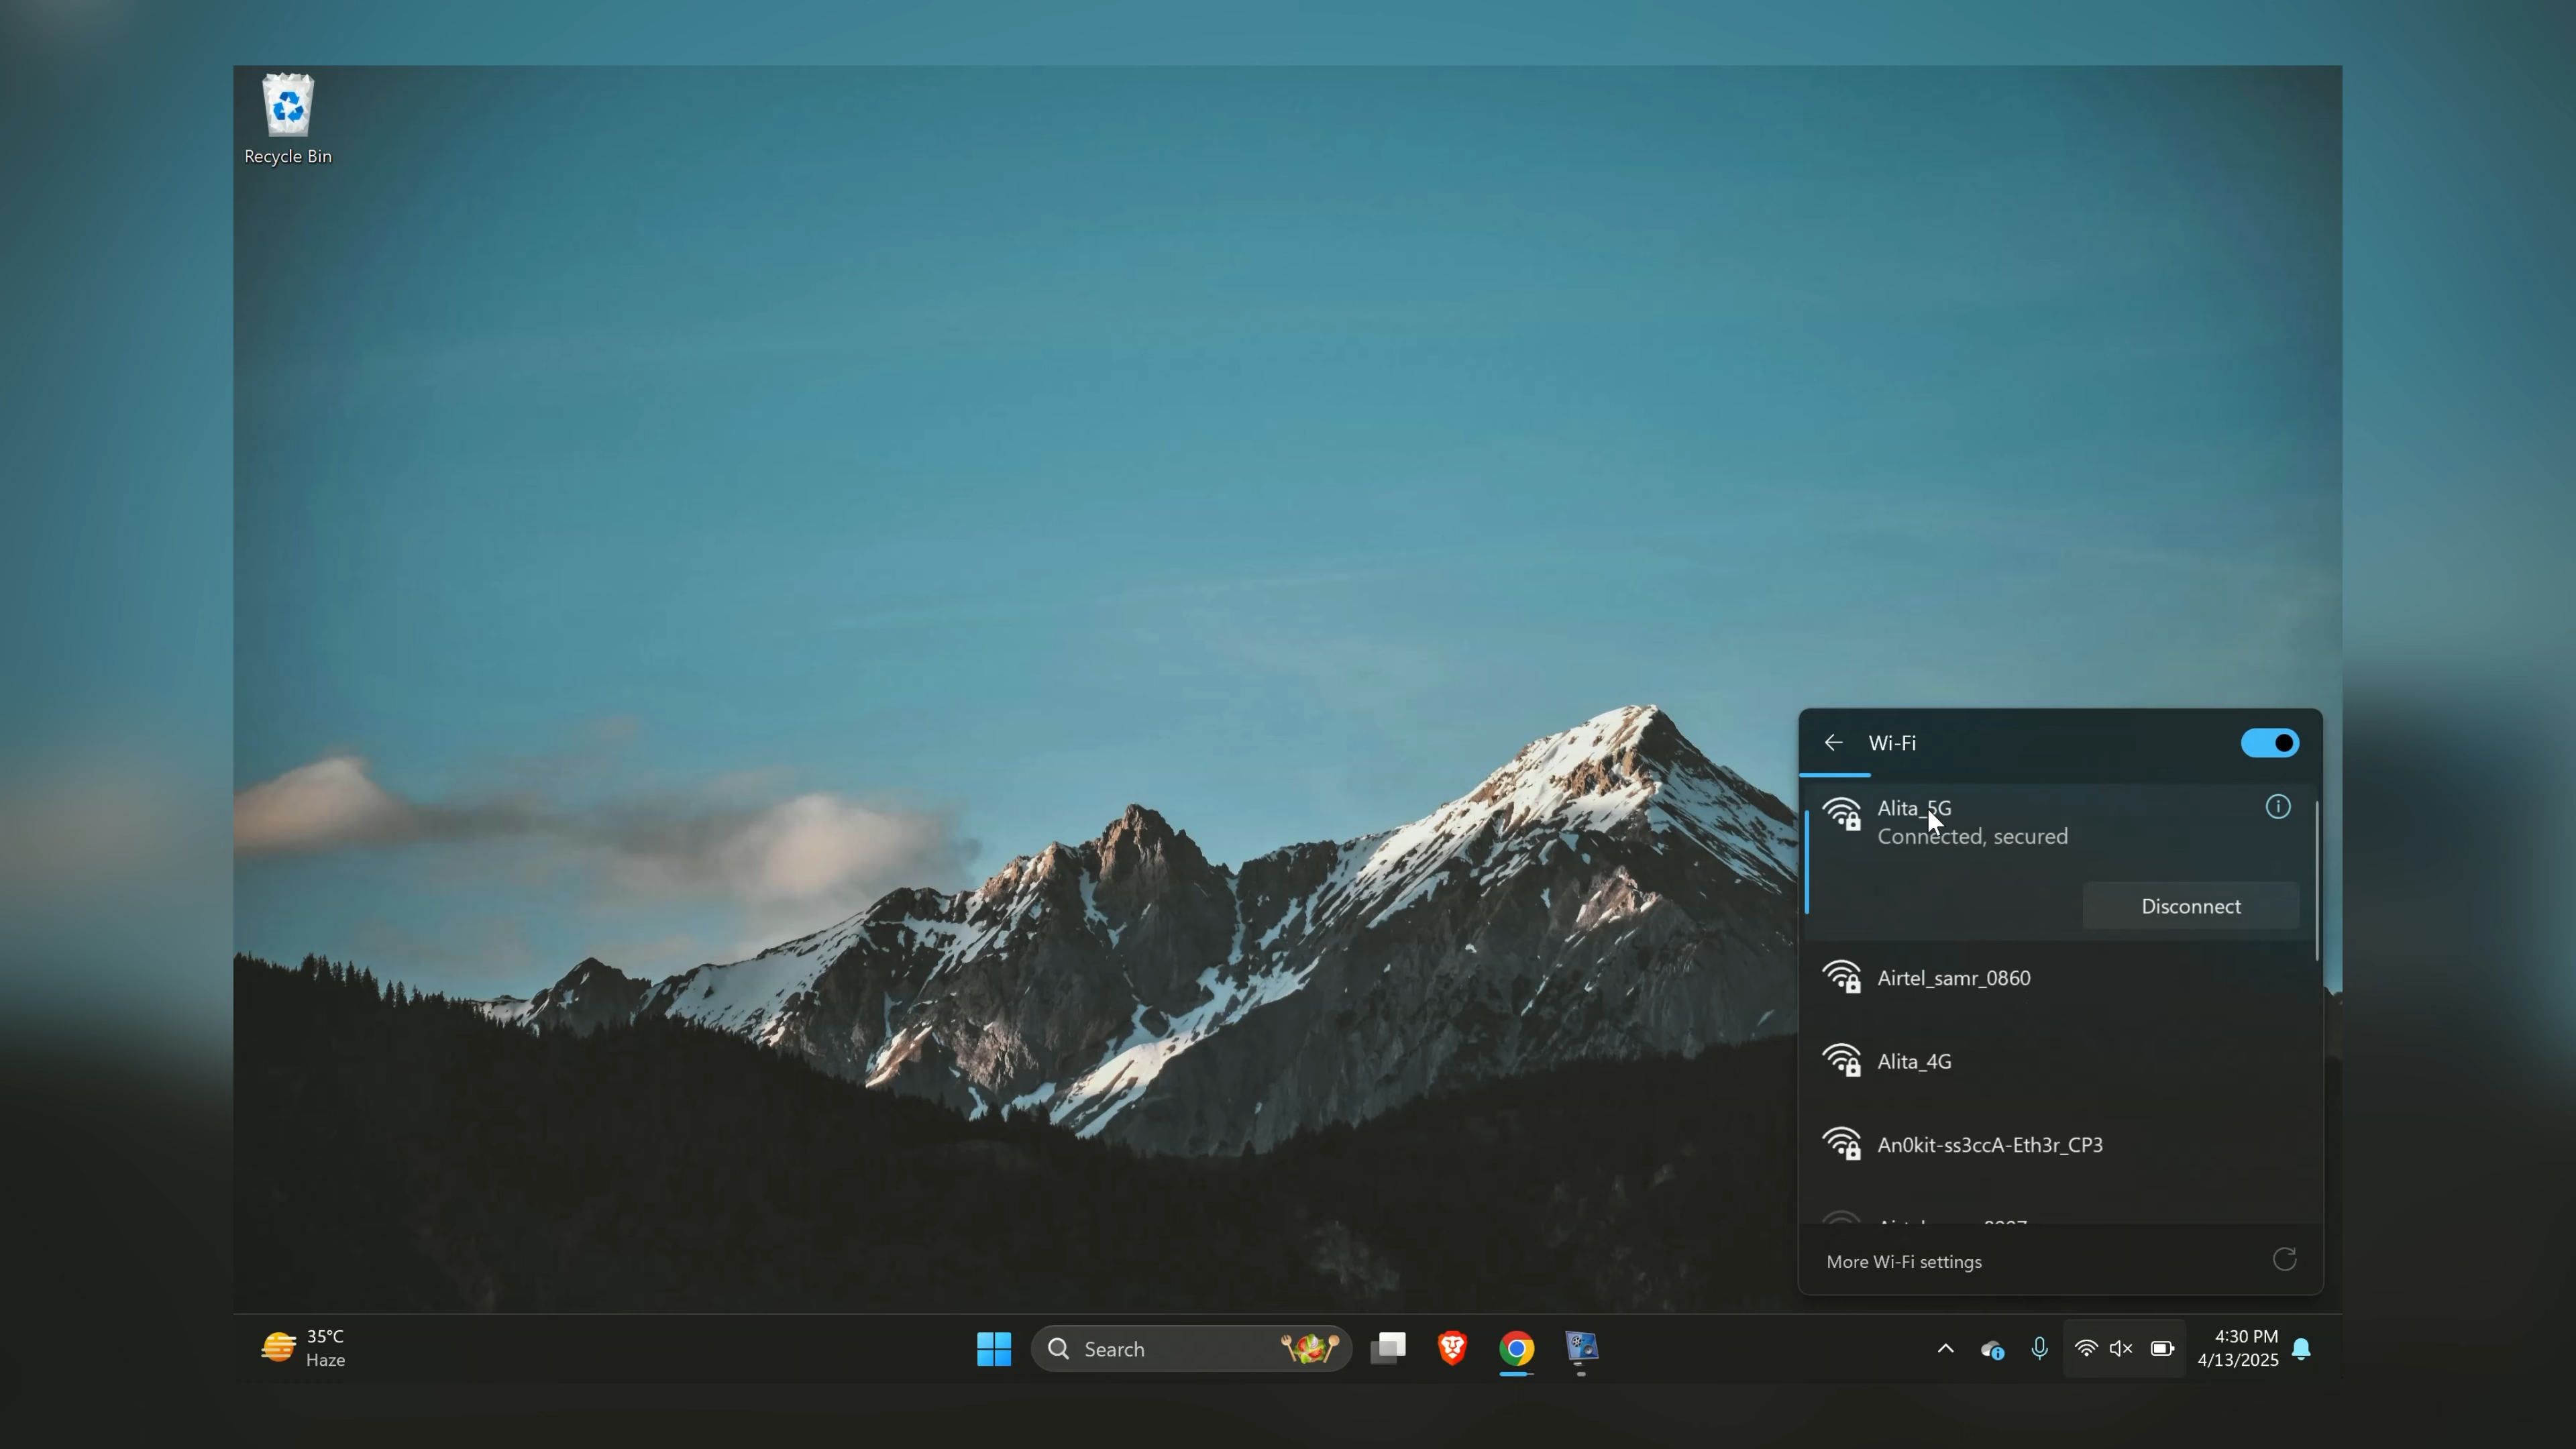 Recycle Bin
Wi-Fi
Alita_5G
Connected, secured
Disconnect
Airtel_samr_0860
Alita_4G
An0kit-ss3ccA-Eth3r_CP3
More Wi-Fi settings
35°C
Haze
Search
4:30 PM
4/13/2025